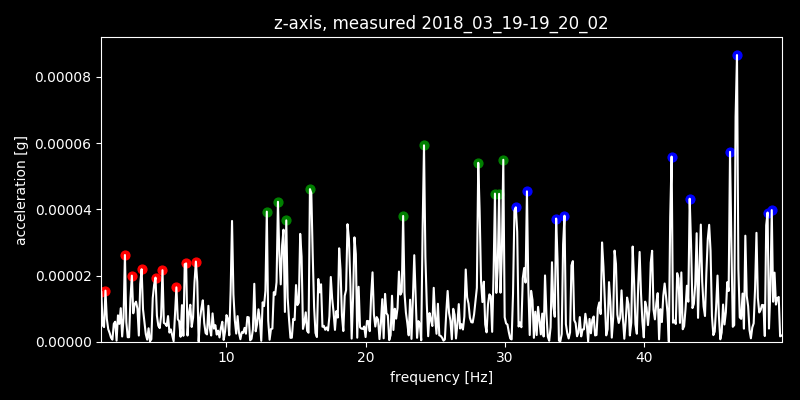 z-axis, measured 2018_03_19-19_20_02
0.00008
0.00006
0.00004
0.00002
0.00000
acceleration [g]
10 20 30 40
frequency [Hz]